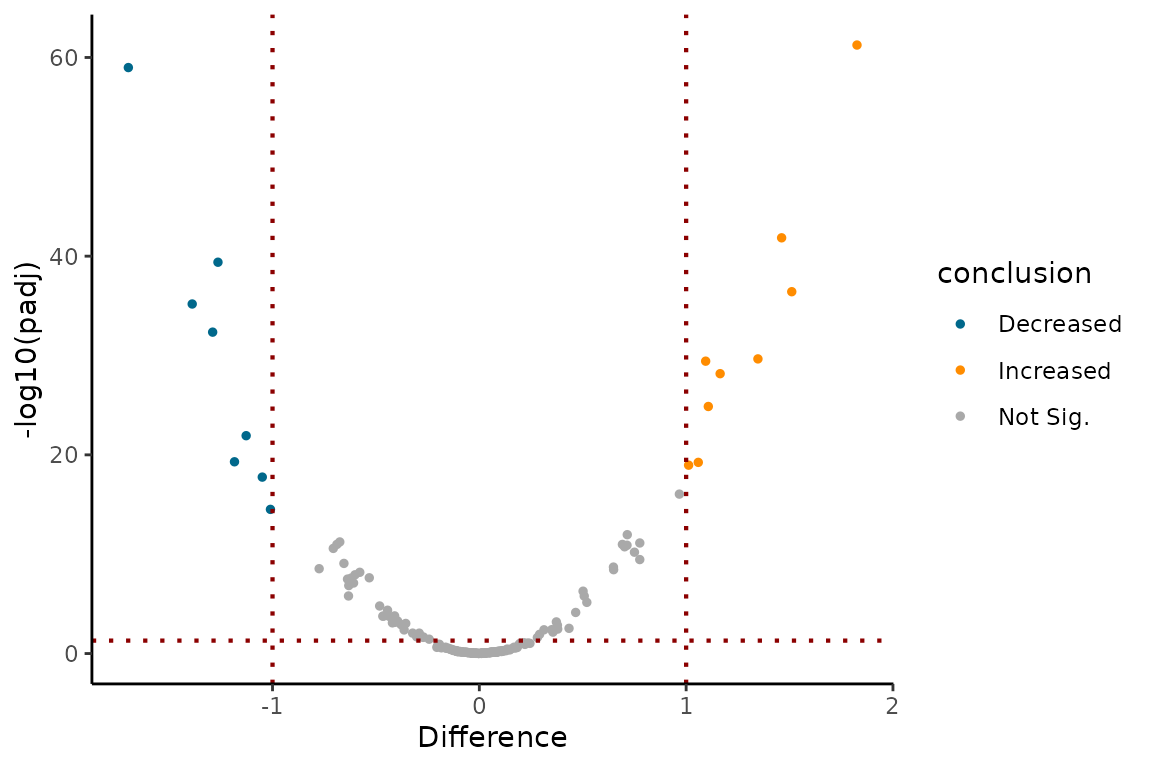 60
40
20
0
-log10(padj)
-1
0
1
2
Difference
conclusion
Decreased
Increased
Not Sig.